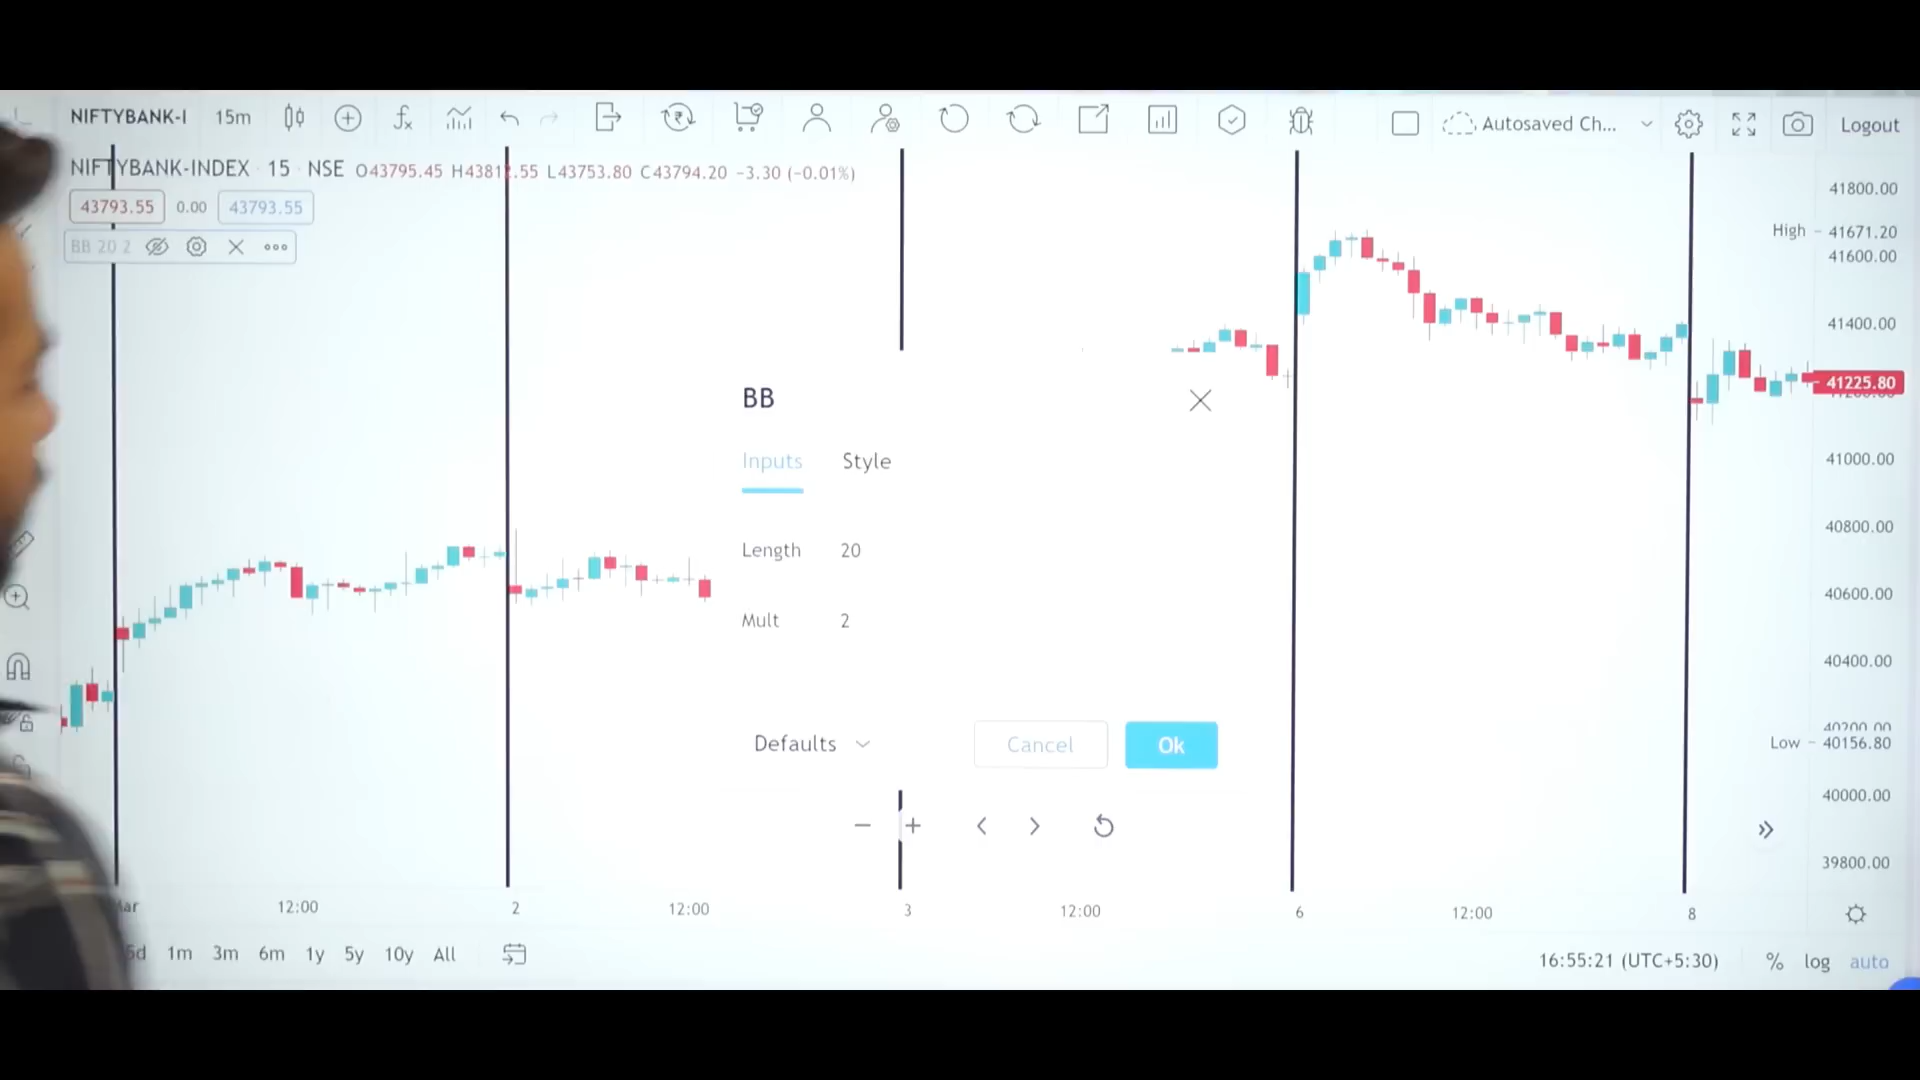 NIFTYBANK-I 15m Autosaved Ch... Logout
NIFTYBANK-INDEX · 15 · NSE O43795.45 L43753.80 C43794.20 −3.30 (−0.01%)
43793.55 0.00 43793.55
BB 20 2
41800.00
High 41671.20
41600.00
41400.00
41225.80
41000.00
40800.00
40600.00
40400.00
40200.00
Low 40156.80
40000.00
39800.00
BB
Inputs Style
Length 20
Mult 2
Defaults Cancel Ok
12:00 2 12:00 3 12:00 6 12:00 8
5d 1m 3m 6m 1y 5y 10y All
16:55:21 (UTC+5:30) % log auto